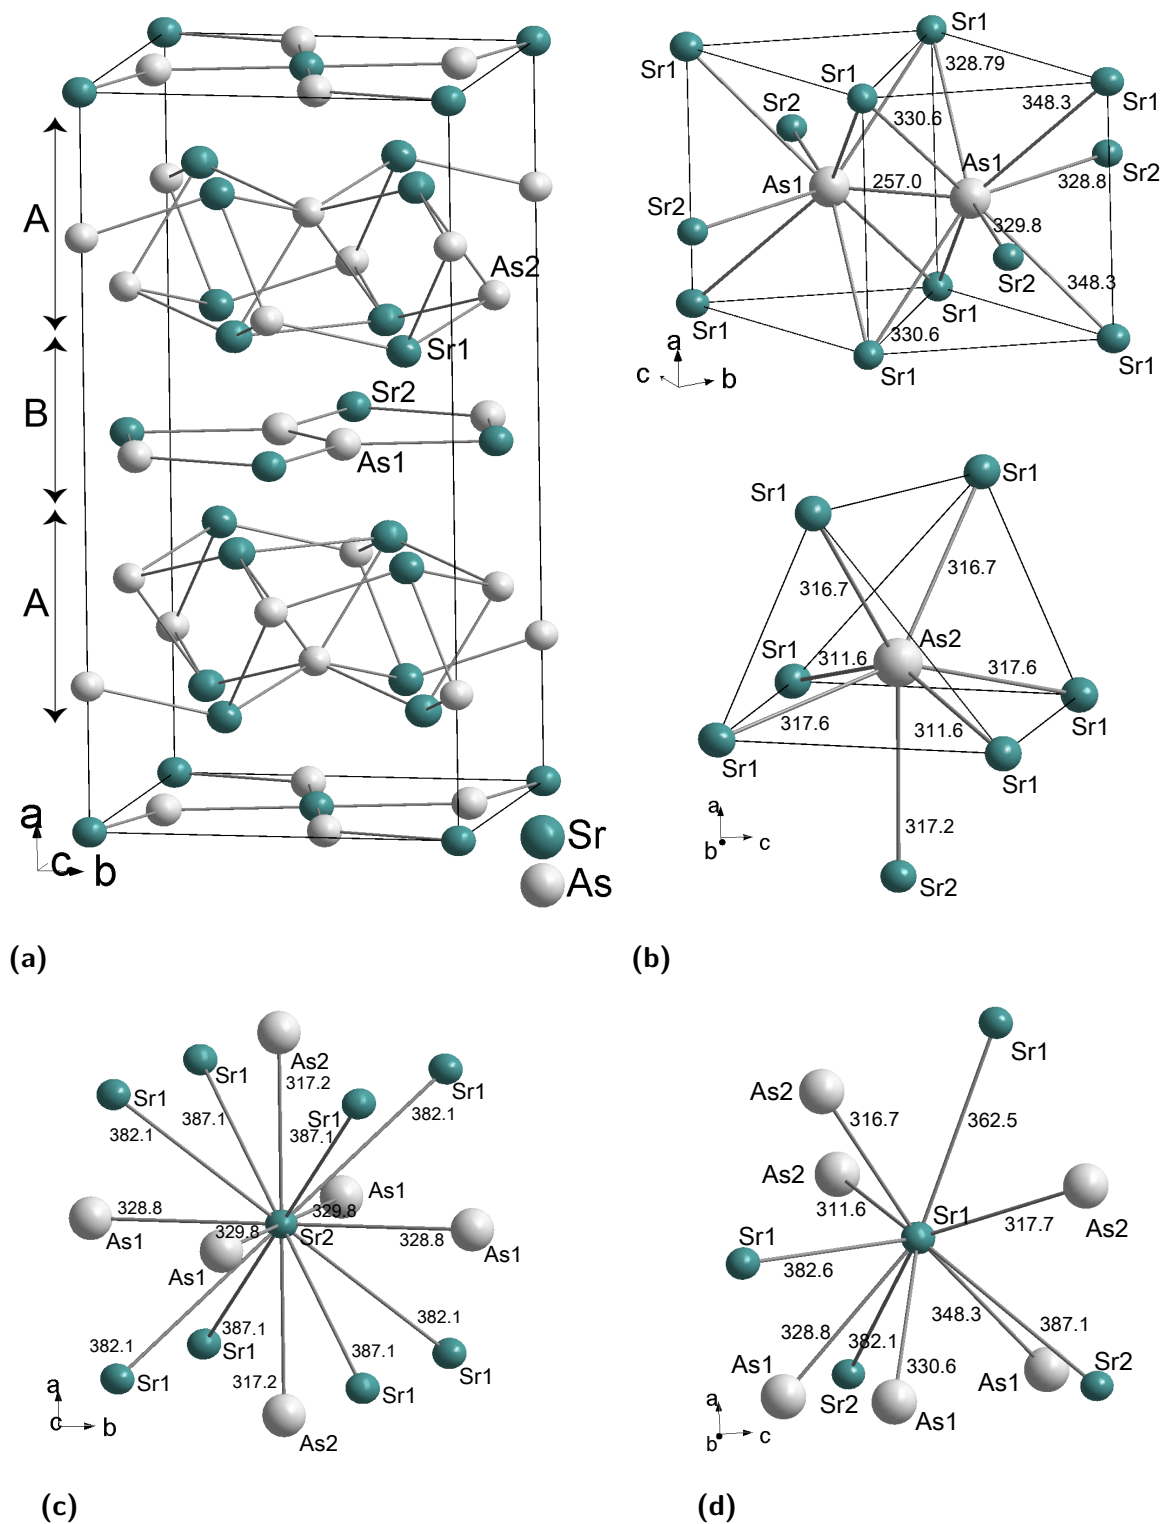 A
B
A
As2
Sr1
Sr2
As1
a
c
b
Sr
As
(a)
Sr1
Sr1
328.79
Sr1
348.3
Sr1
Sr2
330.6
As1
As1
257.0
328.8
Sr2
Sr2
329.8
Sr2
348.3
Sr1
330.6
Sr1
Sr1
Sr1
a
c
b
Sr1
Sr1
316.7
316.7
As2
Sr1
311.6
317.6
317.6
311.6
Sr1
Sr1
Sr1
317.2
Sr2
a
b
c
(b)
As2
Sr1
317.2
Sr1
Sr1
Sr1
387.1
387.1
382.1
382.1
As1
328.8
329.8
329.8
Sr2
328.8
As1
As1
As1
382.1
387.1
387.1
382.1
Sr1
Sr1
Sr1
Sr1
317.2
As2
a
c
b
(c)
Sr1
As2
316.7
362.5
As2
311.6
Sr1
317.7
As2
Sr1
382.6
328.8
382.1
348.3
387.1
330.6
As1
Sr2
As1
As1
Sr2
a
b
c
(d)